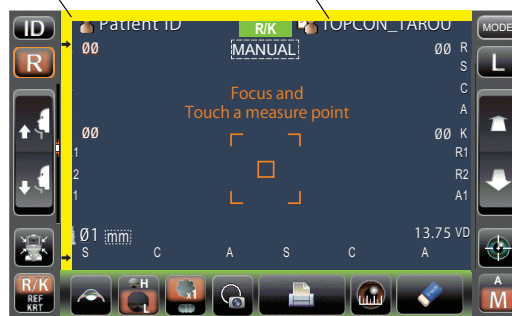 ID
Patient ID
R/K
TOPCON_TAROU
MODE
R
00
MANUAL
00 R
L
S
C
A
Focus and
Touch a measure point
00
00 K
1
R1
2
R2
1
A1
01 mm
13.75 VD
S C A S C A
R/K
REF
KRT
H
L
x1
A
M